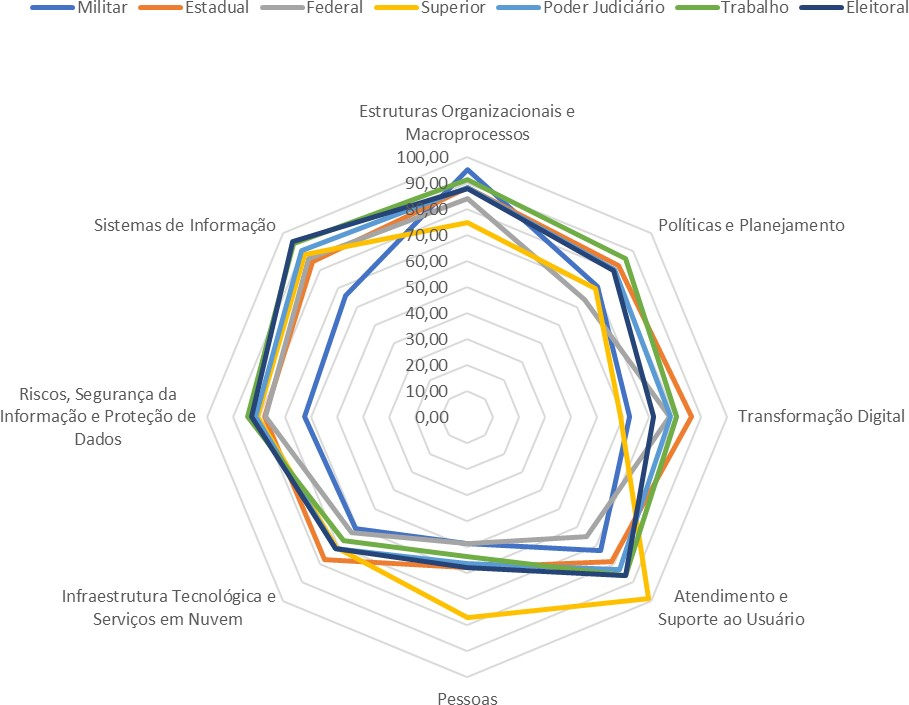 Militar Estadual Federal Superior Poder Judiciário Trabalho Eleitoral
Estruturas Organizacionais e
Macroprocessos
100,00
90,00
80,00
70,00
60,00
50,00
40,00
30,00
20,00
10,00
0,00
Políticas e Planejamento
Transformação Digital
Atendimento e
Suporte ao Usuário
Pessoas
Infraestrutura Tecnológica e
Serviços em Nuvem
Riscos, Segurança da
Informação e Proteção de
Dados
Sistemas de Informação